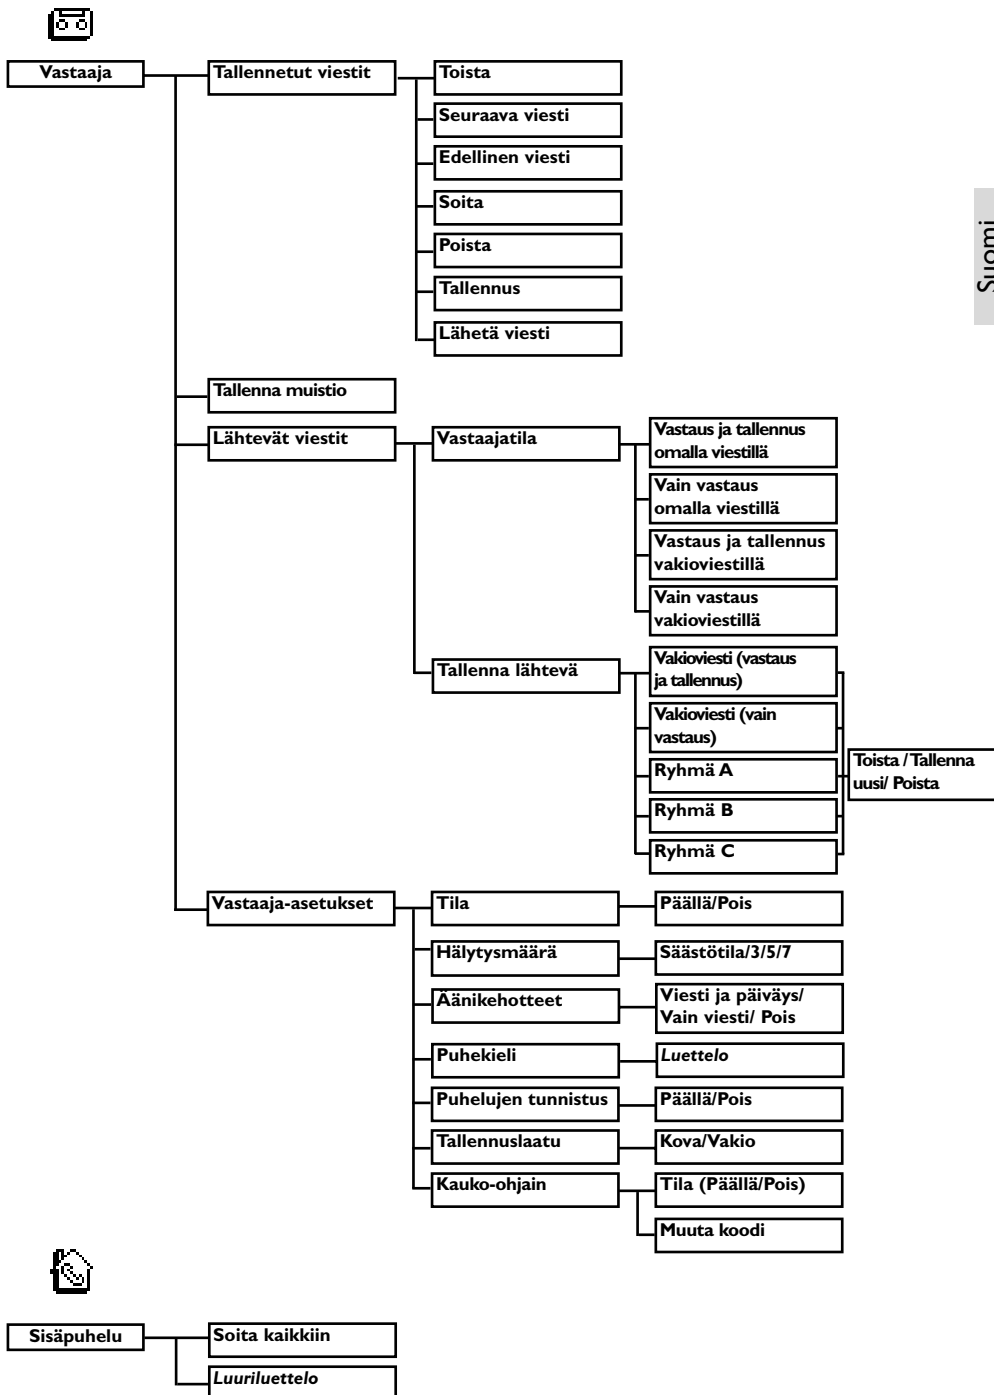 Vastaaja
Tallennetut viestit
Toista
Seuraava viesti
Edellinen viesti
Soita
Poista
Tallennus
Lähetä viesti
Suomi
Tallenna muistio
Lähtevät viestit
Vastaajatila
Vastaus ja tallennus
omalla viestillä
Vain vastaus
omalla viestillä
Vastaus ja tallennus
vakioviestillä
Vain vastaus
vakioviestillä
Tallenna lähtevä
Vakioviesti (vastaus
ja tallennus)
Vakioviesti (vain
vastaus)
Ryhmä A
Ryhmä B
Ryhmä C
Toista / Tallenna
uusi/ Poista
Vastaaja-asetukset
Tila
Päällä/Pois
Hälytysmäärä
Säästötila/3/5/7
Äänikehotteet
Viesti ja päiväys/
Vain viesti/ Pois
Puhekieli
Luettelo
Puhelujen tunnistus
Päällä/Pois
Tallennuslaatu
Kova/Vakio
Kauko-ohjain
Tila (Päällä/Pois)
Muuta koodi
Sisäpuhelu
Soita kaikkiin
Luuriluettelo